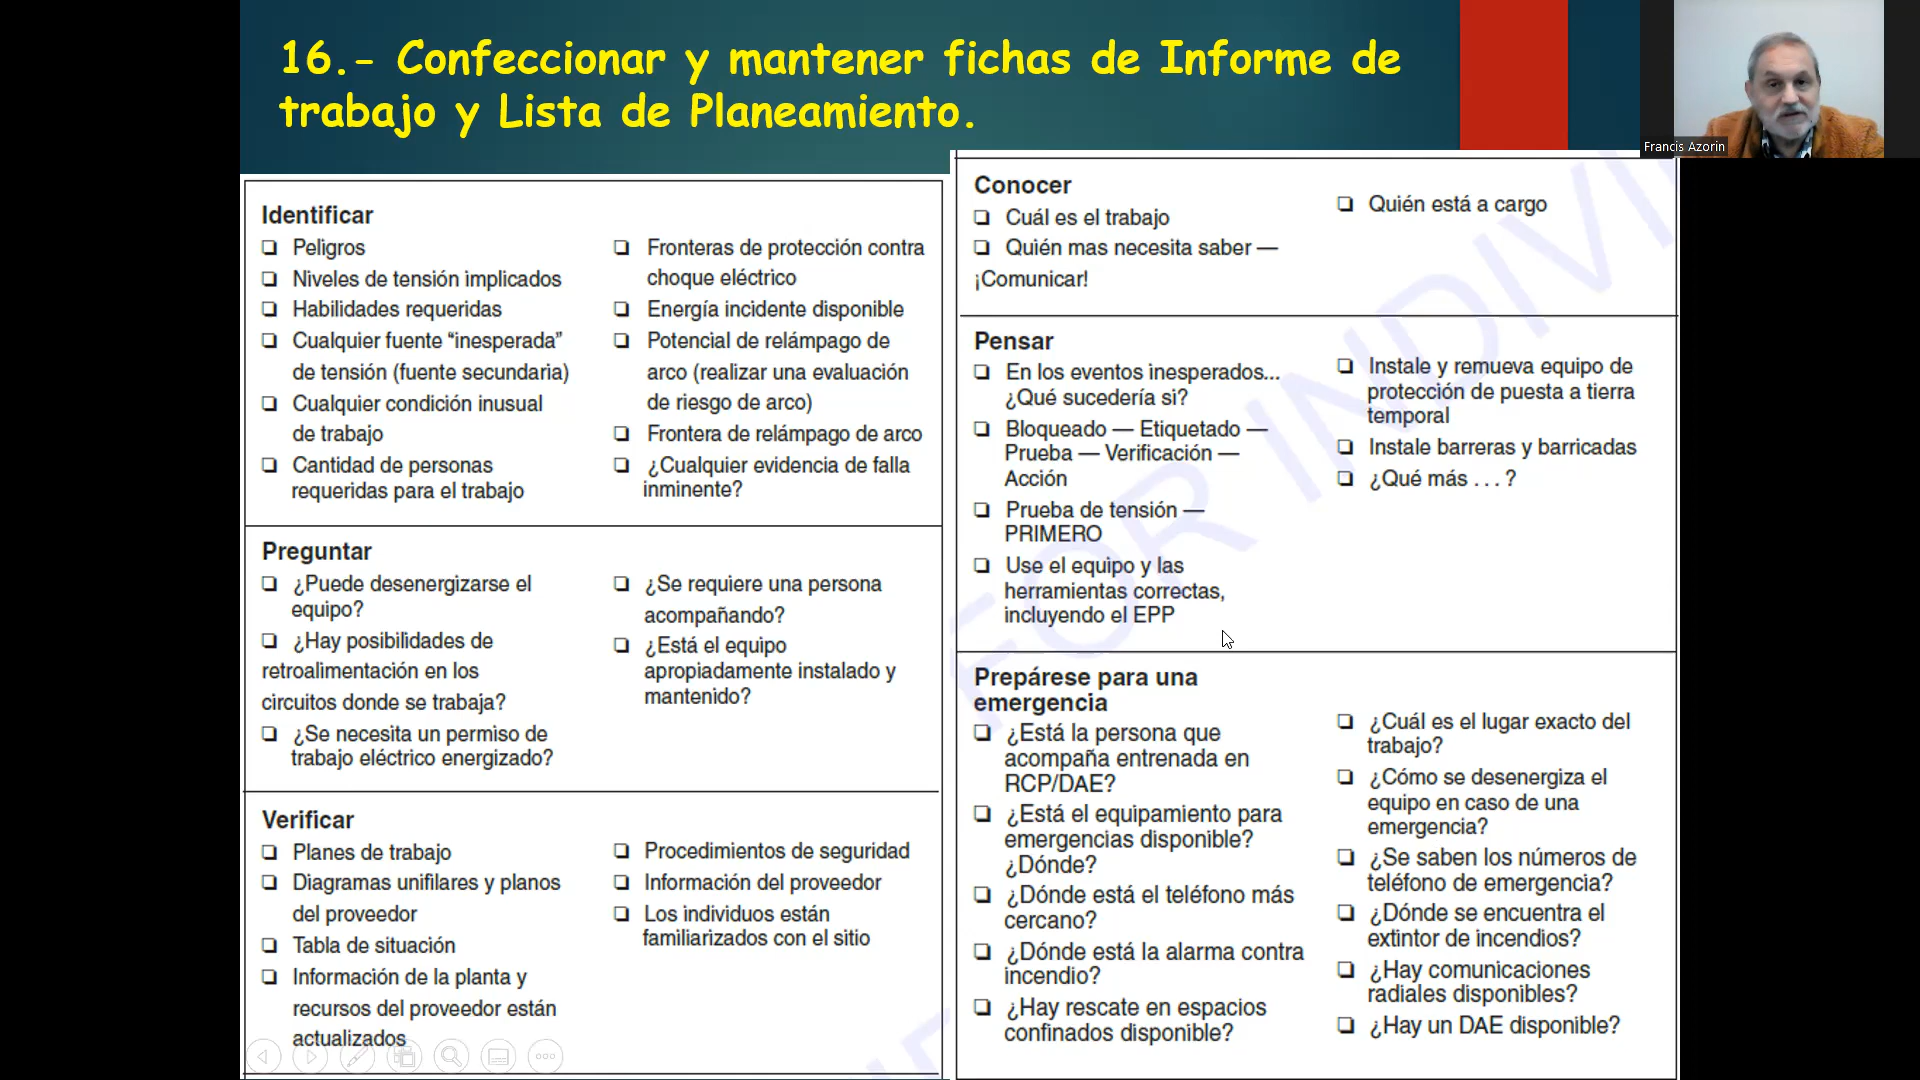 16.- Confeccionar y mantener fichas de Informe de
trabajo y Lista de Planeamiento.
Francis Azorin
Identificar
❏ Peligros
❏ Niveles de tensión implicados
❏ Habilidades requeridas
❏ Cualquier fuente “inesperada”
de tensión (fuente secundaria)
❏ Cualquier condición inusual
de trabajo
❏ Cantidad de personas
requeridas para el trabajo
❏ Fronteras de protección contra
choque eléctrico
❏ Energía incidente disponible
❏ Potencial de relámpago de
arco (realizar una evaluación
de riesgo de arco)
❏ Frontera de relámpago de arco
❏ ¿Cualquier evidencia de falla
inminente?
Preguntar
❏ ¿Puede desenergizarse el
equipo?
❏ ¿Hay posibilidades de
retroalimentación en los
circuitos donde se trabaja?
❏ ¿Se necesita un permiso de
trabajo eléctrico energizado?
❏ ¿Se requiere una persona
acompañando?
❏ ¿Está el equipo
apropiadamente instalado y
mantenido?
Verificar
❏ Planes de trabajo
❏ Diagramas unifilares y planos
del proveedor
❏ Tabla de situación
❏ Información de la planta y
recursos del proveedor están
actualizados
❏ Procedimientos de seguridad
❏ Información del proveedor
❏ Los individuos están
familiarizados con el sitio
Conocer
❏ Cuál es el trabajo
❏ Quién mas necesita saber —
¡Comunicar!
❏ Quién está a cargo
Pensar
❏ En los eventos inesperados...
¿Qué sucedería si?
❏ Bloqueado — Etiquetado —
Prueba — Verificación —
Acción
❏ Prueba de tensión —
PRIMERO
❏ Use el equipo y las
herramientas correctas,
incluyendo el EPP
❏ Instale y remueva equipo de
protección de puesta a tierra
temporal
❏ Instale barreras y barricadas
❏ ¿Qué más . . . ?
Prepárese para una
emergencia
❏ ¿Está la persona que
acompaña entrenada en
RCP/DAE?
❏ ¿Está el equipamiento para
emergencias disponible?
¿Dónde?
❏ ¿Dónde está el teléfono más
cercano?
❏ ¿Dónde está la alarma contra
incendio?
❏ ¿Hay rescate en espacios
confinados disponible?
❏ ¿Cuál es el lugar exacto del
trabajo?
❏ ¿Cómo se desenergiza el
equipo en caso de una
emergencia?
❏ ¿Se saben los números de
teléfono de emergencia?
❏ ¿Dónde se encuentra el
extintor de incendios?
❏ ¿Hay comunicaciones
radiales disponibles?
❏ ¿Hay un DAE disponible?
FOR